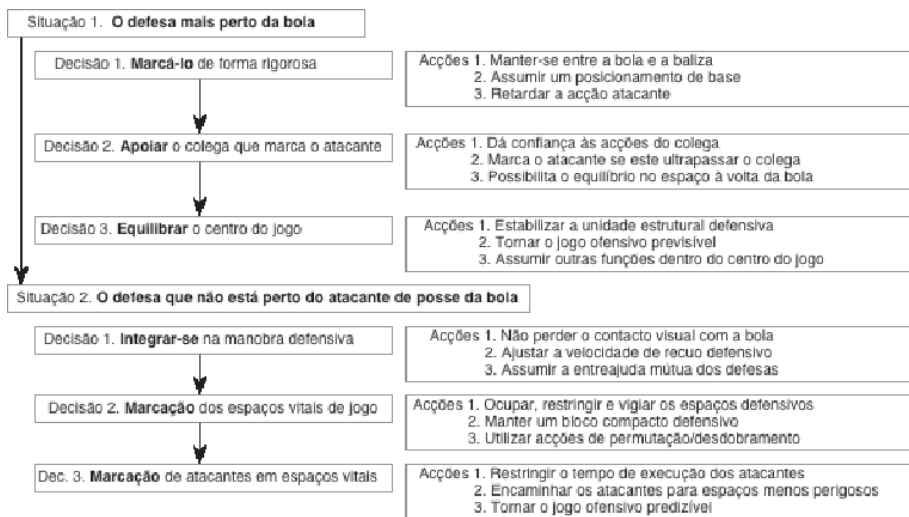 Situação 1. O defesa mais perto da bola
Decisão 1. Marcá-lo de forma rigorosa
Acções 1. Manter-se entre a bola e a baliza
2. Assumir um posicionamento de base
3. Retardar a acção atacante
Decisão 2. Apoiar o colega que marca o atacante
Acções 1. Dá confiança às acções do colega
2. Marca o atacante se este ultrapassar o colega
3. Possibilita o equilíbrio no espaço à volta da bola
Decisão 3. Equilibrar o centro do jogo
Acções 1. Estabilizar a unidade estrutural defensiva
2. Tornar o jogo ofensivo previsível
3. Assumir outras funções dentro do centro do jogo
Situação 2. O defesa que não está perto do atacante de posse da bola
Decisão 1. Integrar-se na manobra defensiva
Acções 1. Não perder o contacto visual com a bola
2. Ajustar a velocidade de recuo defensivo
3. Assumir a entreajuda mútua dos defesas
Decisão 2. Marcação dos espaços vitais de jogo
Acções 1. Ocupar, restringir e vigiar os espaços defensivos
2. Manter um bloco compacto defensivo
3. Utilizar acções de permutação/desdobramento
Dec. 3. Marcação de atacantes em espaços vitais
Acções 1. Restringir o tempo de execução dos atacantes
2. Encaminhar os atacantes para espaços menos perigosos
3. Tornar o jogo ofensivo predizível